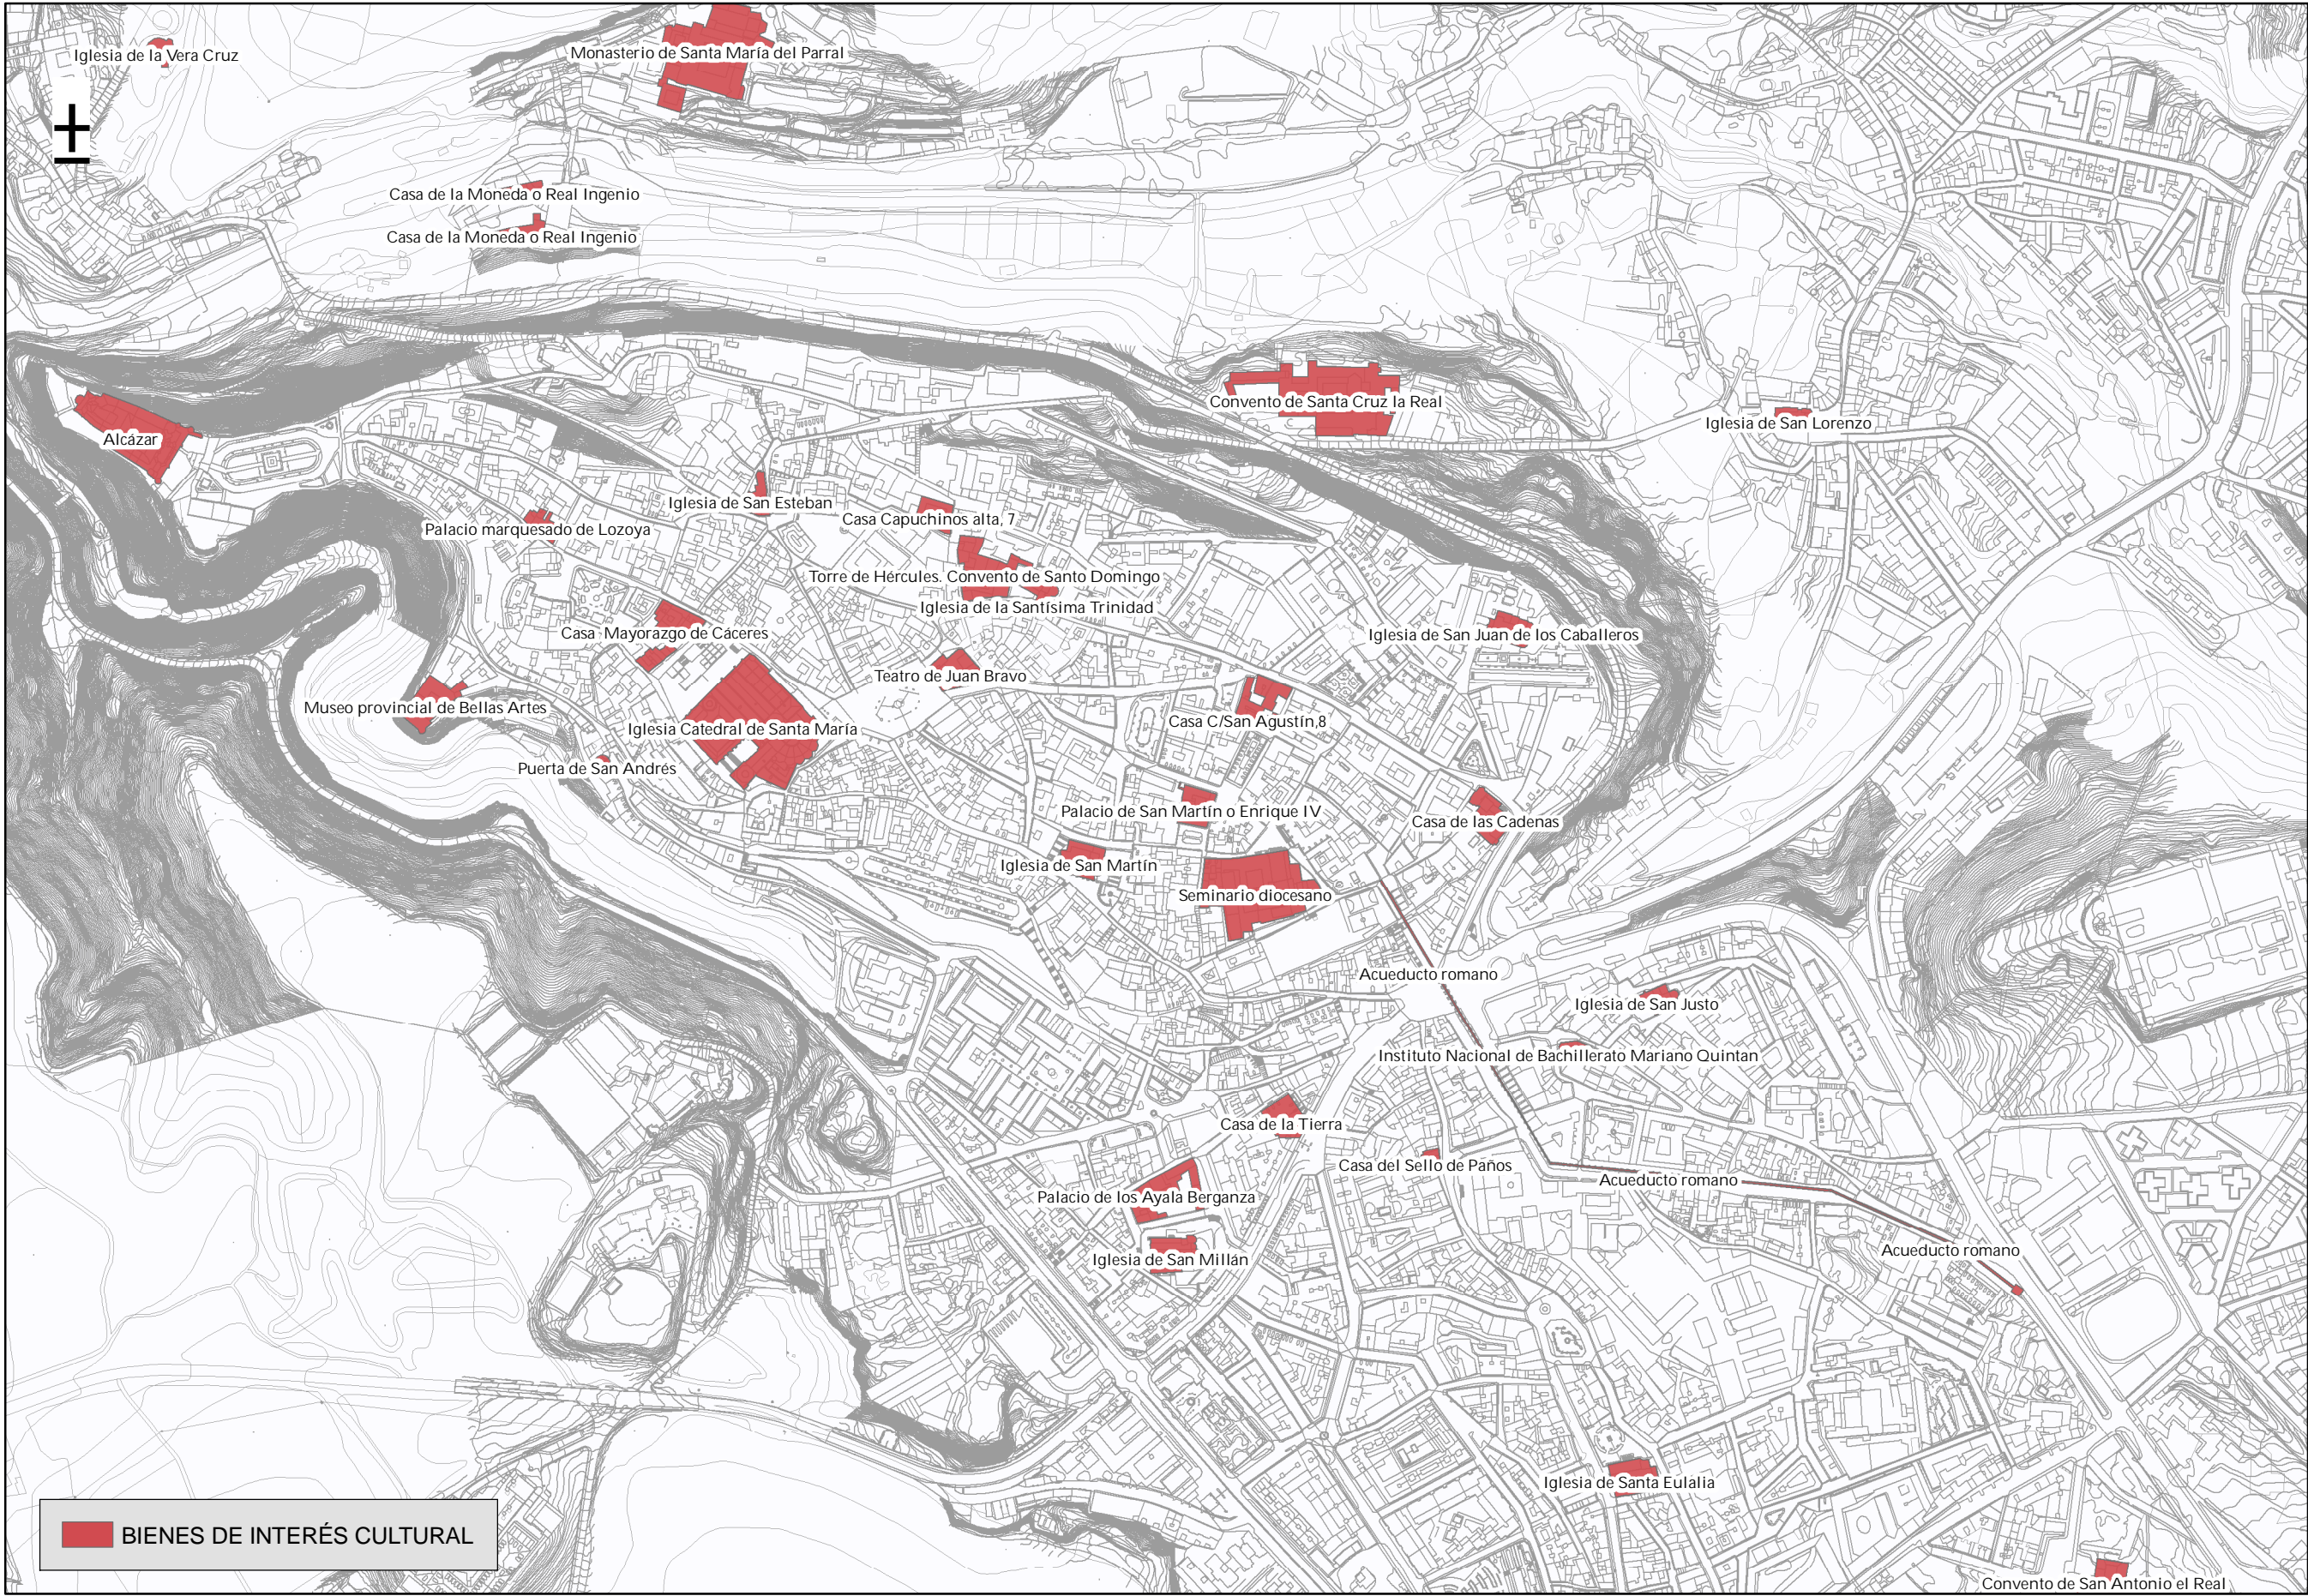 Iglesia de la Vera Cruz
Monasterio de Santa María del Parral
Casa de la Moneda o Real Ingenio
Casa de la Moneda o Real Ingenio
Convento de Santa Cruz la Real
Iglesia de San Lorenzo
Alcázar
Iglesia de San Esteban
Casa Capuchinos alta, 7
Palacio marquesado de Lozoya
Torre de Hércules. Convento de Santo Domingo
Iglesia de la Santísima Trinidad
Casa Mayorazgo de Cáceres
Iglesia de San Juan de los Caballeros
Teatro de Juan Bravo
Museo provincial de Bellas Artes
Casa C/San Agustín,8
Iglesia Catedral de Santa María
Puerta de San Andrés
Palacio de San Martín o Enrique IV
Casa de las Cadenas
Iglesia de San Martín
Seminario diocesano
Acueducto romano
Iglesia de San Justo
Instituto Nacional de Bachillerato Mariano Quintan
Casa de la Tierra
Casa del Sello de Paños
Acueducto romano
Palacio de los Ayala Berganza
Acueducto romano
Iglesia de San Millán
Iglesia de Santa Eulalia
BIENES DE INTERÉS CULTURAL
Convento de San Antonio el Real